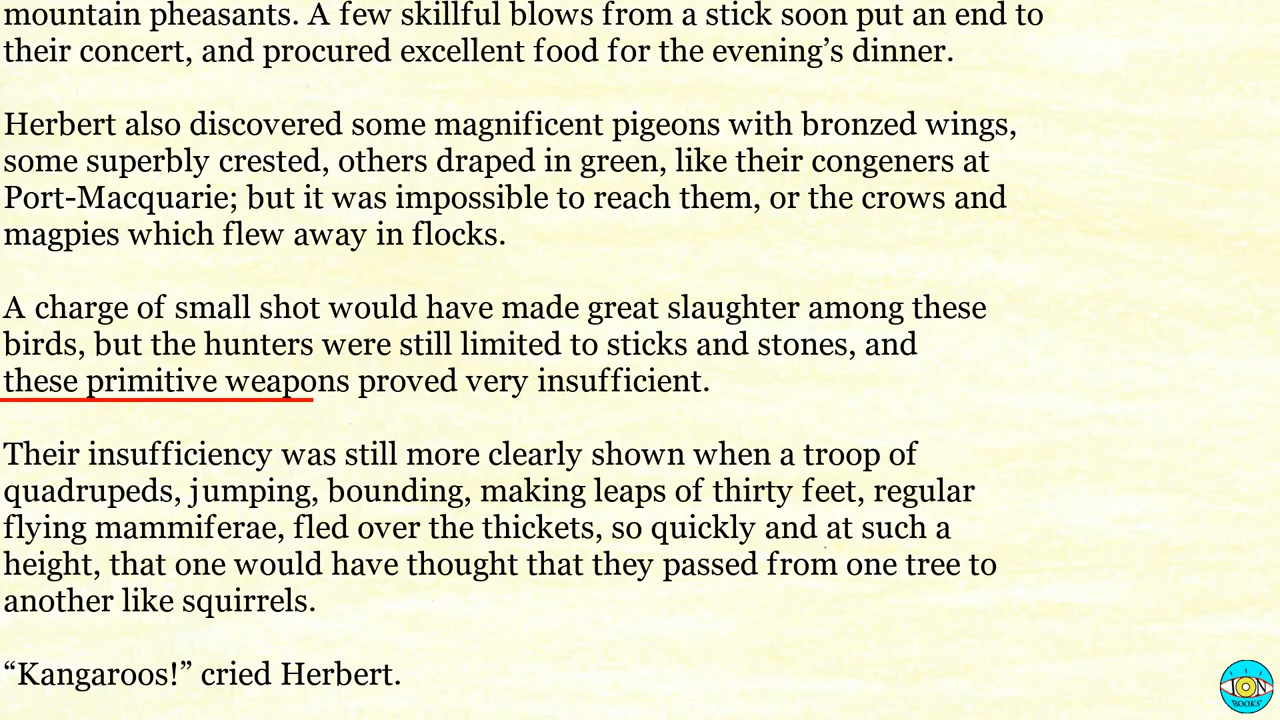 mountain pheasants. A few skillful blows from a stick soon put an end to
their concert, and procured excellent food for the evening’s dinner.
Herbert also discovered some magnificent pigeons with bronzed wings,
some superbly crested, others draped in green, like their congeners at
Port-Macquarie; but it was impossible to reach them, or the crows and
magpies which flew away in flocks.
A charge of small shot would have made great slaughter among these
birds, but the hunters were still limited to sticks and stones, and
these primitive weapons proved very insufficient.
Their insufficiency was still more clearly shown when a troop of
quadrupeds, jumping, bounding, making leaps of thirty feet, regular
flying mammiferae, fled over the thickets, so quickly and at such a
height, that one would have thought that they passed from one tree to
another like squirrels.
“Kangaroos!” cried Herbert.
ION
BOOKS